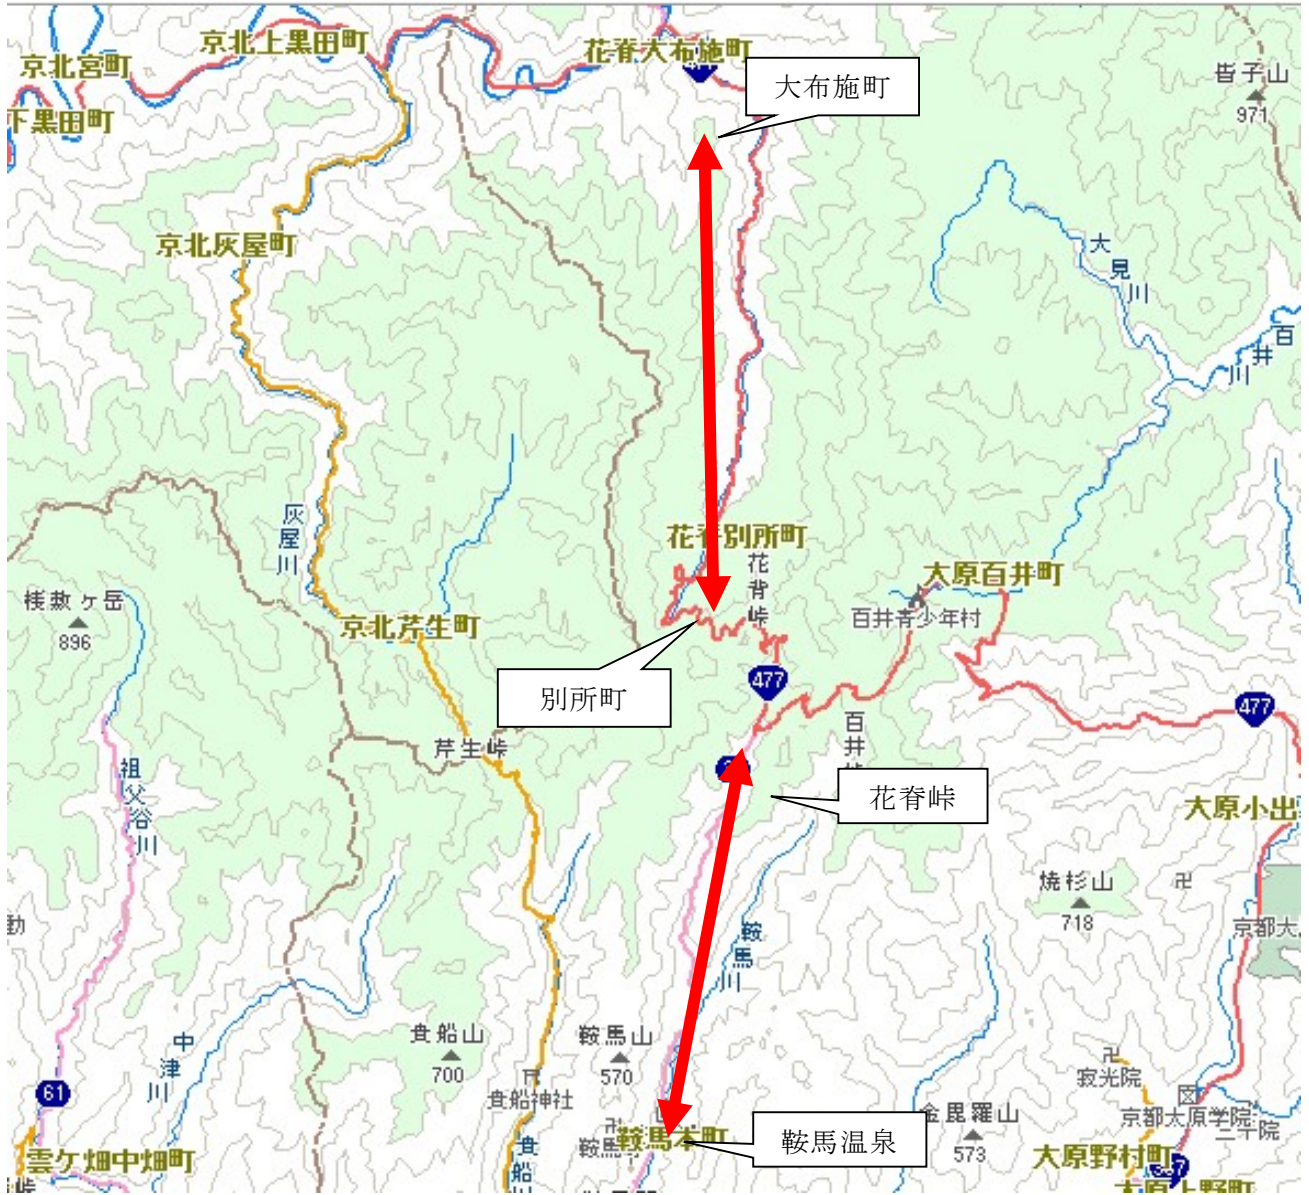 京北上黒田町
京北宮町
下黒田町
花脊大布施町
大布施町
皆子山
971
京北灰屋町
大見川
百井川
灰屋川
花脊別所町
花背峠
大原百井町
百井青少年村
桟敷ヶ岳
896
京北芹生町
別所町
477
477
芹生峠
百井
花脊峠
祖父谷川
大原小出
焼杉山
718
京都大
鞍馬川
中津川
貴船山
700
鞍馬山
570
貴船神社
61
寂光院
京都大原学院
三千院
金毘羅山
573
鞍馬本町
鞍馬温泉
雲ケ畑中畑町
大原野村町
大原上野町
貴船川
峠